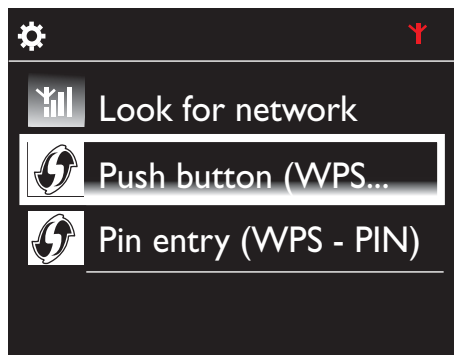 Look for network
Push button (WPS...
Pin entry (WPS - PIN)